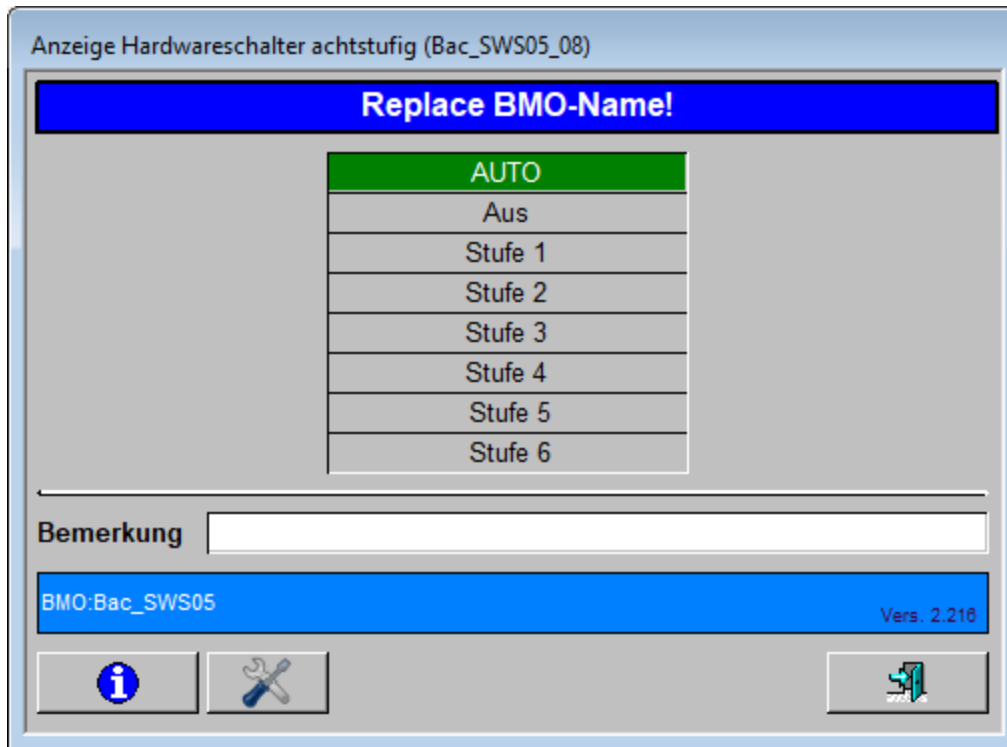 Anzeige Hardwareschalter achtstufig (Bac_SWS05_08)
Replace BMO-Name!
AUTO
Aus
Stufe 1
Stufe 2
Stufe 3
Stufe 4
Stufe 5
Stufe 6
Bemerkung
BMO:Bac_SWS05
Vers. 2.216